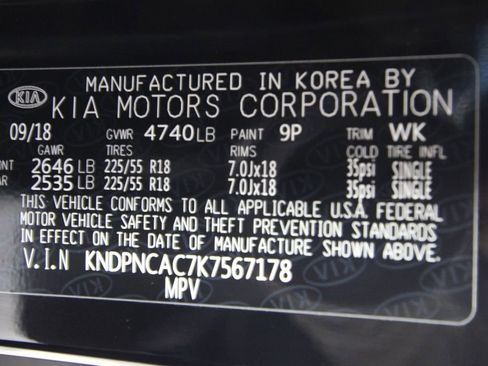 MANUFACTURED IN KOREA BY
KIA KIA MOTORS CORPORATION
09/18 GVWR 4740LB PAINT 9P TRIM WK
GAWR TIRES RIMS COLD TIRE INFL
NT 2646 LB 225/55 R18 7.0Jx18 35psi SINGLE
AR 2535 LB 225/55 R18 7.0Jx18 35psi SINGLE
THIS VEHICLE CONFORMS TO ALL APPLICABLE U.S.A. FEDERAL
MOTOR VEHICLE SAFETY AND THEFT PREVENTION STANDARDS
IN EFFECT ON THE DATE OF MANUFACTURE SHOWN ABOVE.
V.I.N KNDPNCAC7K7567178
MPV